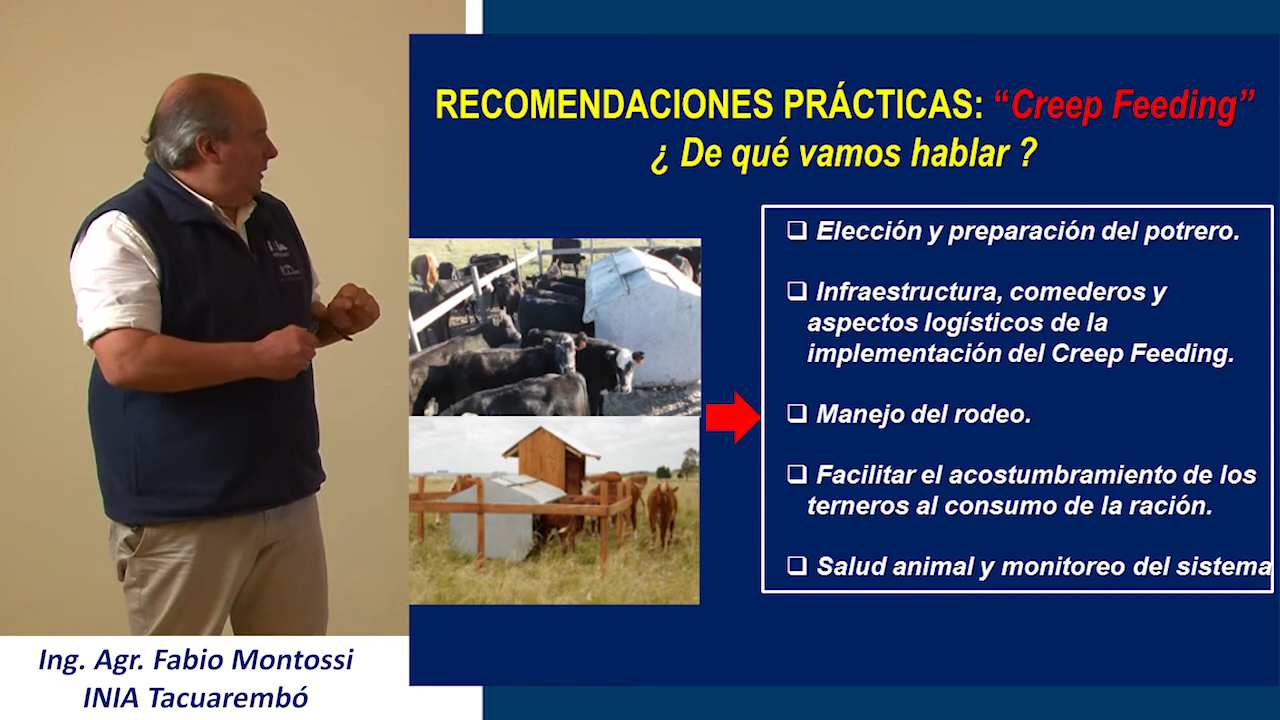 RECOMENDACIONES PRÁCTICAS: “Creep Feeding”
¿ De qué vamos hablar ?
❑ Elección y preparación del potrero.
❑ Infraestructura, comederos y
aspectos logísticos de la
implementación del Creep Feeding.
❑ Manejo del rodeo.
❑ Facilitar el acostumbramiento de los
terneros al consumo de la ración.
❑ Salud animal y monitoreo del sistema
Ing. Agr. Fabio Montossi
INIA Tacuarembó